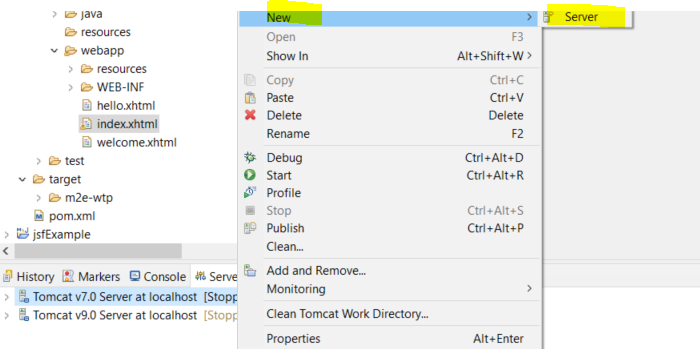 java
resources
webapp
resources
WEB-INF
hello.xhtml
index.xhtml
welcome.xhtml
test
target
m2e-wtp
pom.xml
jsfExample
History Markers Console Serve
Tomcat v7.0 Server at localhost [Stopp
Tomcat v9.0 Server at localhost [Stopp
New
Open F3
Show In Alt+Shift+W
Copy Ctrl+C
Paste Ctrl+V
Delete Delete
Rename F2
Debug Ctrl+Alt+D
Start Ctrl+Alt+R
Profile
Stop Ctrl+Alt+S
Publish Ctrl+Alt+P
Clean...
Add and Remove...
Monitoring
Clean Tomcat Work Directory...
Properties Alt+Enter
Server